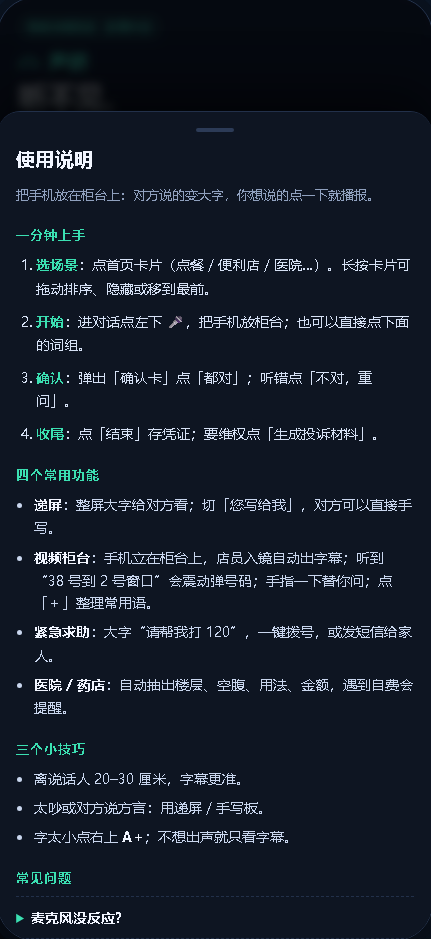 使用说明
把手机放在柜台上：对方说的变大字，你想说的点一下就播报。
一分钟上手
1. 选场景：点首页卡片（点餐 / 便利店 / 医院…）。长按卡片可
拖动排序、隐藏或移到最前。
2. 开始：进对话点左下 🎤，把手机放柜台；也可以直接点下面
的词组。
3. 确认：弹出「确认卡」点「都对」；听错点「不对，重
问」。
4. 收尾：点「结束」存凭证；要维权点「生成投诉材料」。
四个常用功能
• 递屏：整屏大字给对方看；切「您写给我」，对方可以直接手
写。
• 视频柜台：手机立在柜台上，店员入镜自动出字幕；听到
“38 号到 2 号窗口”会震动弹号码；手指一下替你问；点
「＋」整理常用语。
• 紧急求助：大字“请帮我打 120”，一键拨号，或发短信给家
人。
• 医院 / 药店：自动抽出楼层、空腹、用法、金额，遇到自费会
提醒。
三个小技巧
• 离说话人 20–30 厘米，字幕更准。
• 太吵或对方说方言：用递屏 / 手写板。
• 字太小点右上 A+；不想出声就只看字幕。
常见问题
▶ 麦克风没反应?